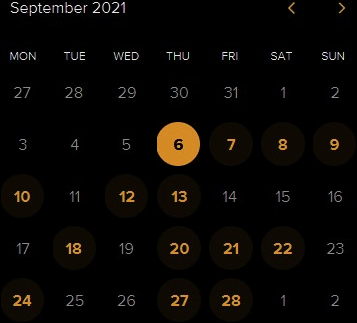 September 2021
MON TUE WED THU FRI SAT SUN
27 28 29 30 31 1 2
3 4 5 6 7 8 9
10 11 12 13 14 15 16
17 18 19 20 21 22 23
24 25 26 27 28 1 2